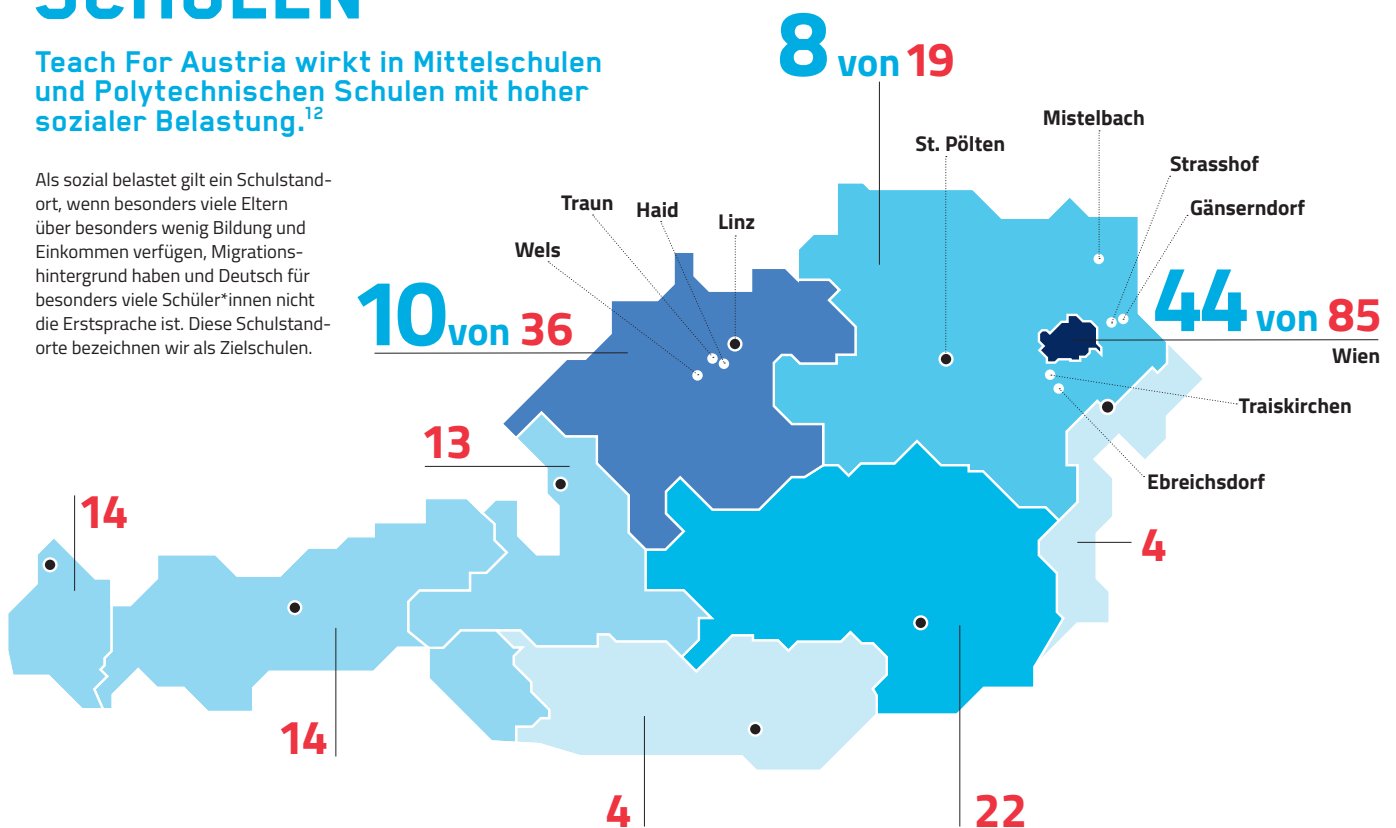 SCHULEN
Teach For Austria wirkt in Mittelschulen
und Polytechnischen Schulen mit hoher
sozialer Belastung.12
Als sozial belastet gilt ein Schulstand-
ort, wenn besonders viele Eltern
über besonders wenig Bildung und
Einkommen verfügen, Migrations-
hintergrund haben und Deutsch für
besonders viele Schüler*innen nicht
die Erstsprache ist. Diese Schulstand-
orte bezeichnen wir als Zielschulen.
8 von 19
Mistelbach
St. Pölten
Strasshof
Traun
Haid
Gänserndorf
Linz
Wels
10 von 36
44 von 85
Wien
Traiskirchen
13
Ebreichsdorf
14
4
14
4
22